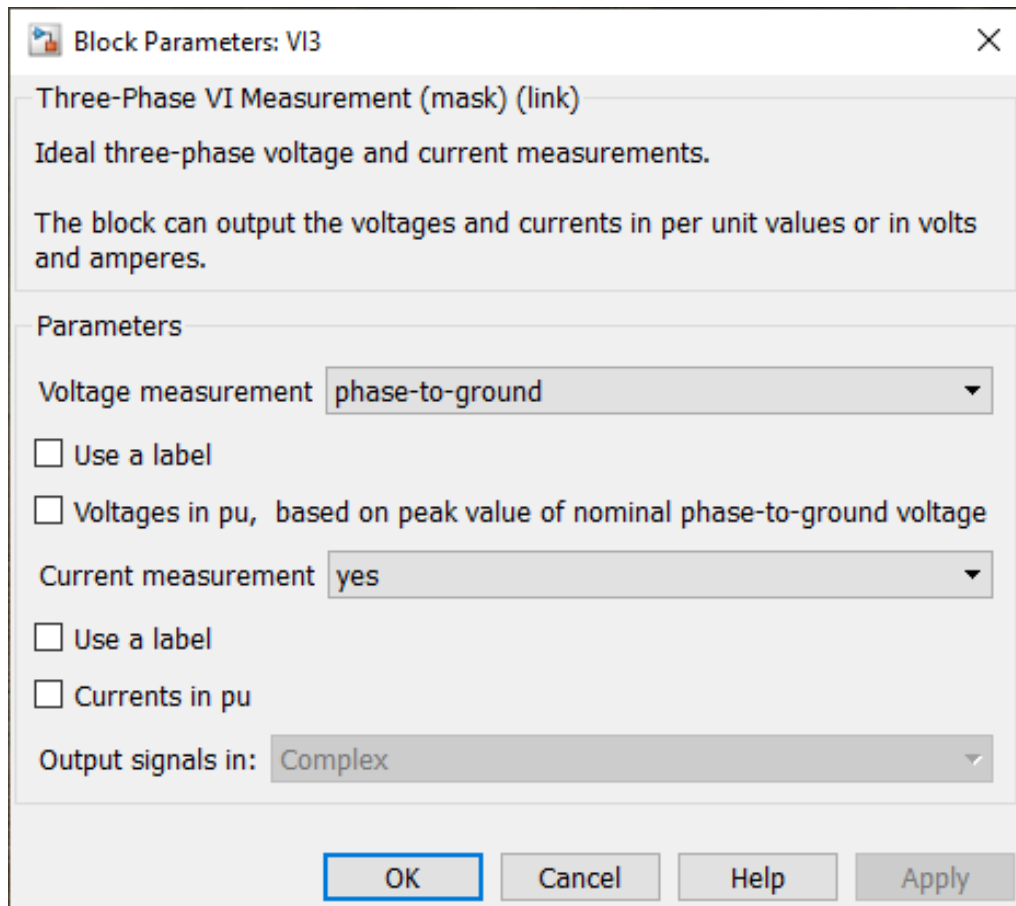 Block Parameters: VI3
Three-Phase VI Measurement (mask) (link)
Ideal three-phase voltage and current measurements.
The block can output the voltages and currents in per unit values or in volts
and amperes.
Parameters
Voltage measurement phase-to-ground
Use a label
Voltages in pu, based on peak value of nominal phase-to-ground voltage
Current measurement yes
Use a label
Currents in pu
Output signals in: Complex
OK Cancel Help Apply